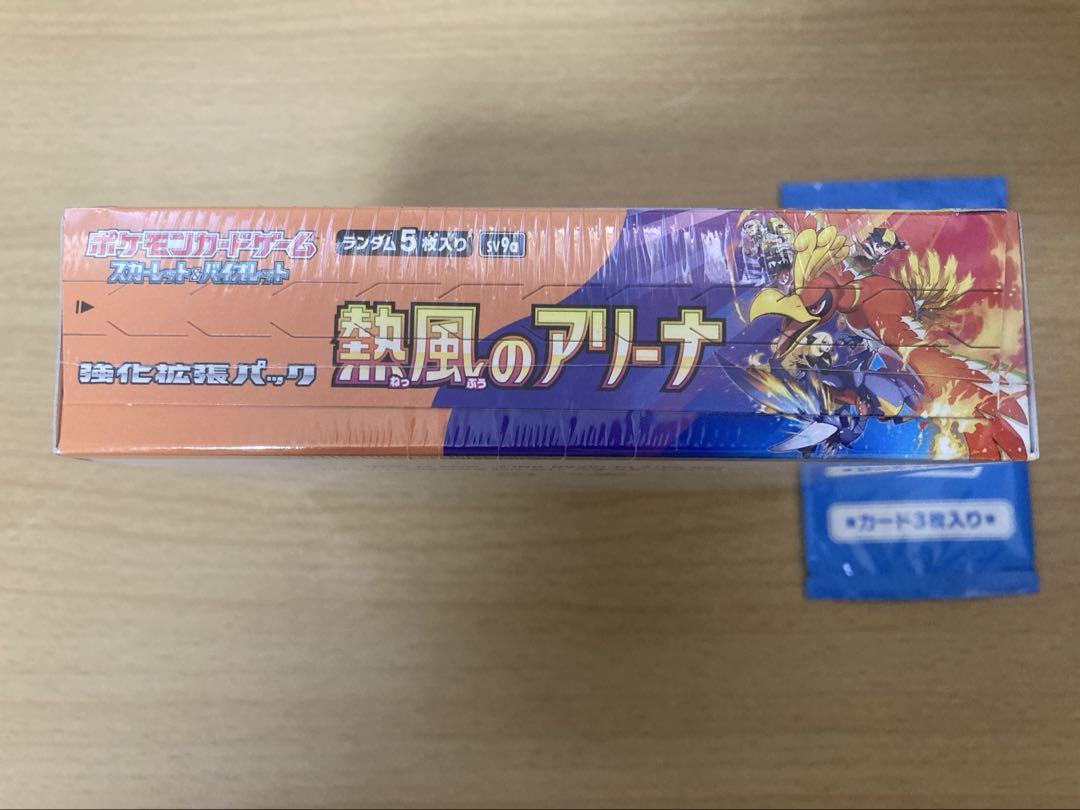 ポケモンカードゲーム
スカーレット&バイオレット
ランダム5枚入り
SV9a
強化拡張パック
熱風のアリーナ
ねっ ぷう
★カード3枚入り★